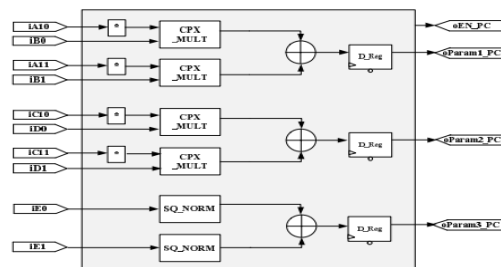 iA10
*
CPX
_MULT
oEN_PC
iB0
D_Reg
oParam1_PC
iA11
*
CPX
_MULT
iB1
iC10
*
CPX
_MULT
iD0
D_Reg
oParam2_PC
iC11
*
CPX
_MULT
iD1
iE0
SQ_NORM
D_Reg
oParam3_PC
iE1
SQ_NORM